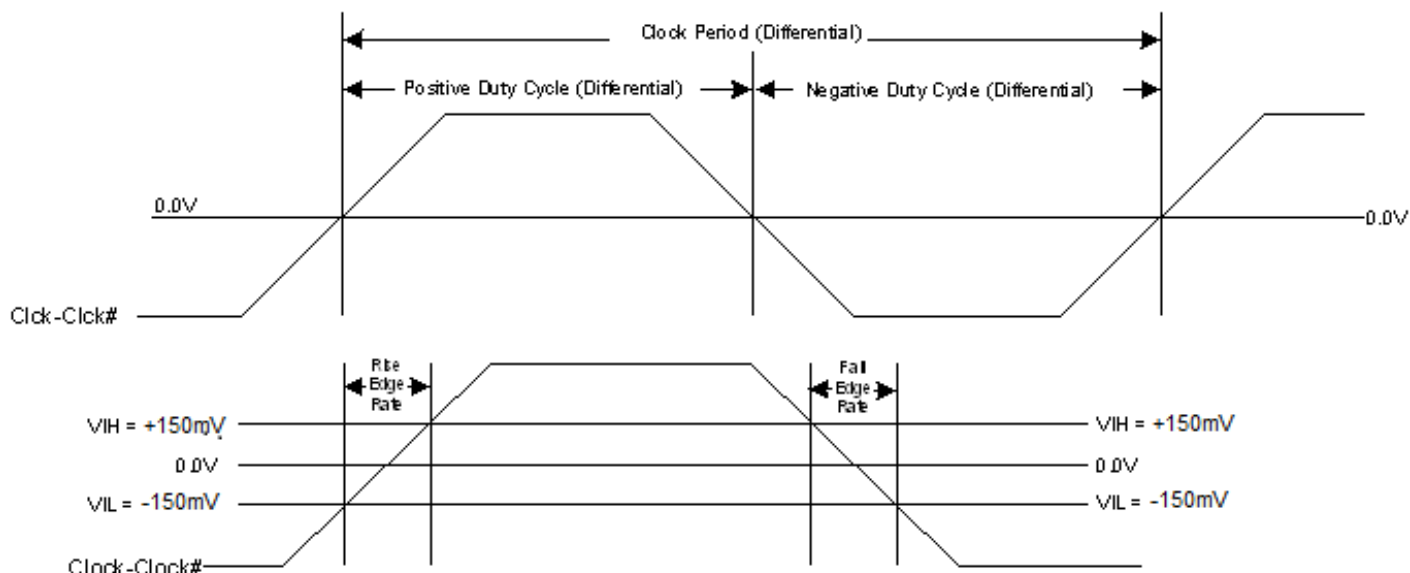 Clock Period (Differential)
Positive Duty Cycle (Differential)
Negative Duty Cycle (Differential)
0.0V
0.0V
Clck-Clck#
Rise
Edge
Rate
Fall
Edge
Rate
VIH = +150mV
VIH = +150mV
0.0V
0.0V
VIL = -150mV
VIL = -150mV
Clock-Clock#